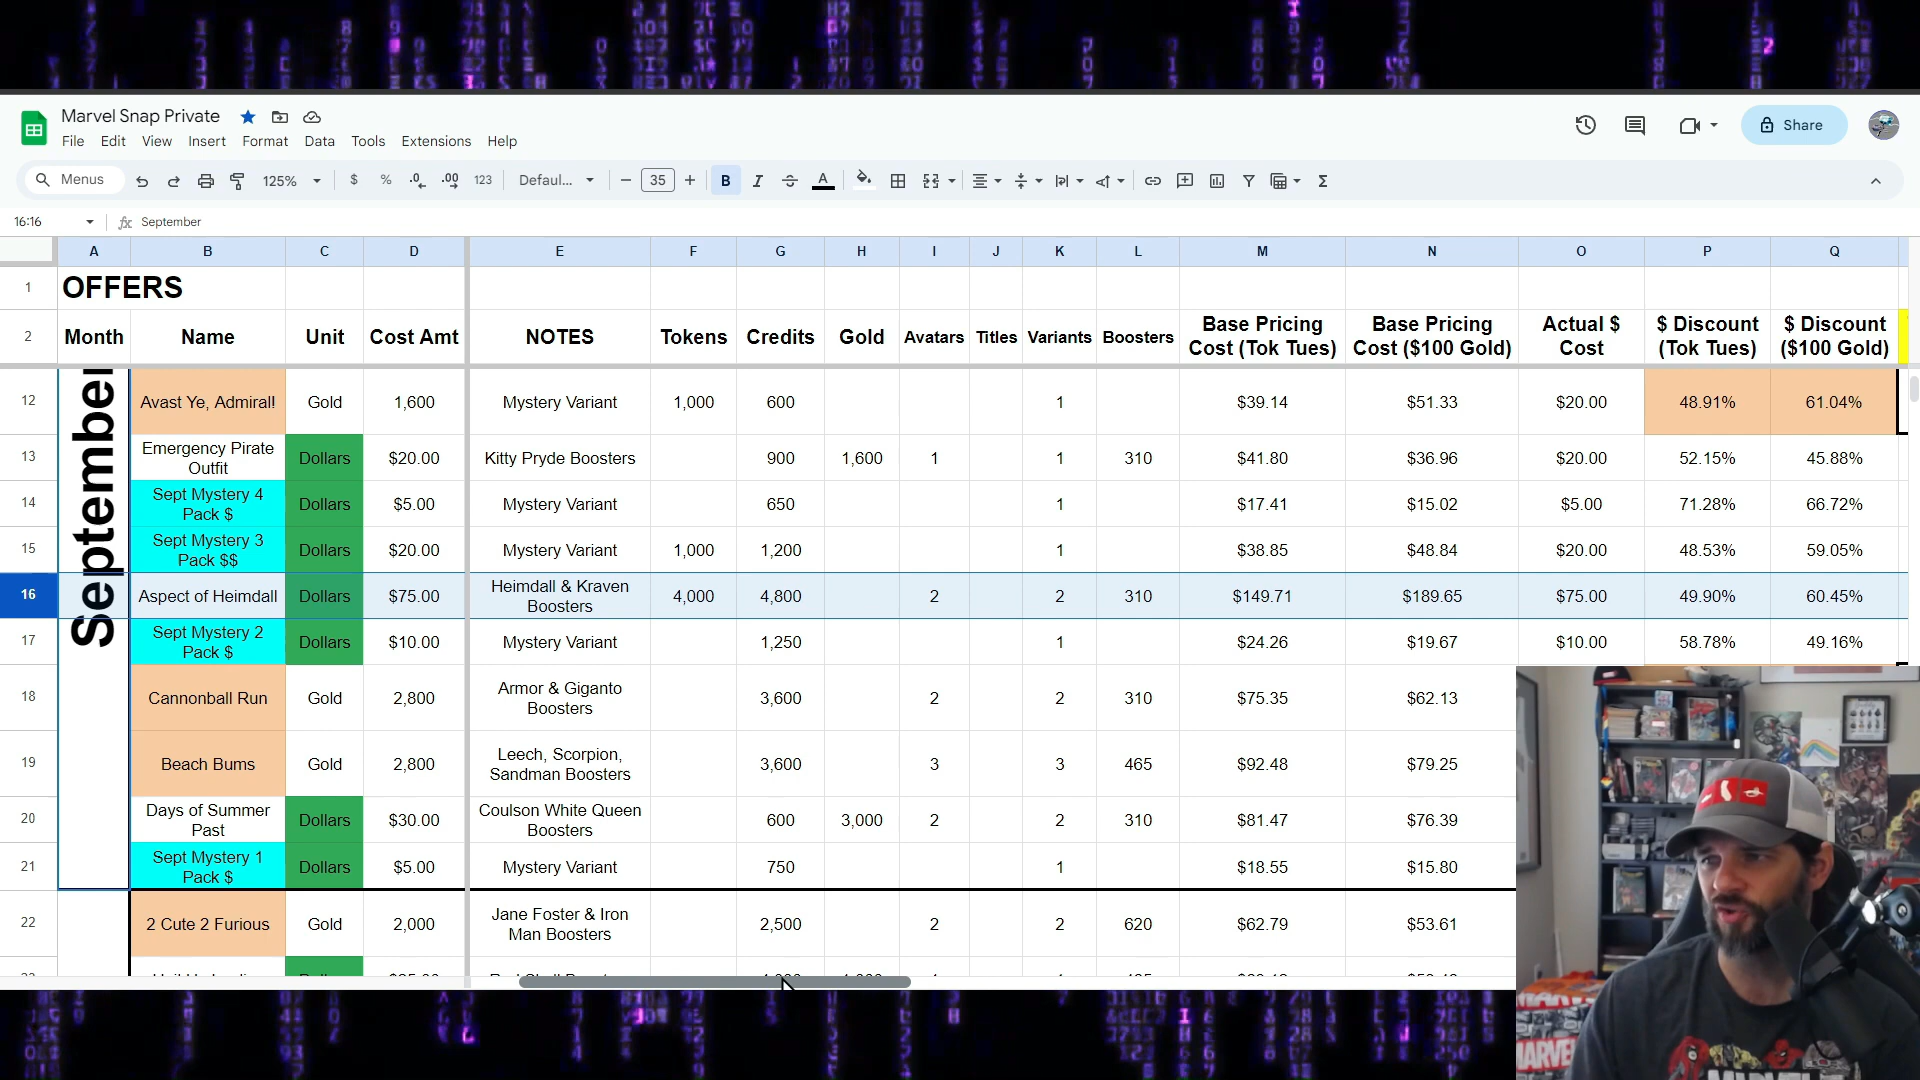 Marvel Snap Private
File Edit View Insert Format Data Tools Extensions Help
Share
Menus 125% $ % .0 .00 123 Defaul... − 35 + B I A Σ
16:16 fx September
A B C D E F G H I J K L M N O P Q
1 OFFERS
2 Month Name Unit Cost Amt NOTES Tokens Credits Gold Avatars Titles Variants Boosters Base Pricing Cost (Tok Tues) Base Pricing Cost ($100 Gold) Actual $ Cost $ Discount (Tok Tues) $ Discount ($100 Gold)
September
12 Avast Ye, Admiral! Gold 1,600 Mystery Variant 1,000 600 1 $39.14 $51.33 $20.00 48.91% 61.04%
13 Emergency Pirate Outfit Dollars $20.00 Kitty Pryde Boosters 900 1,600 1 1 310 $41.80 $36.96 $20.00 52.15% 45.88%
14 Sept Mystery 4 Pack $ Dollars $5.00 Mystery Variant 650 1 $17.41 $15.02 $5.00 71.28% 66.72%
15 Sept Mystery 3 Pack $$ Dollars $20.00 Mystery Variant 1,000 1,200 1 $38.85 $48.84 $20.00 48.53% 59.05%
16 Aspect of Heimdall Dollars $75.00 Heimdall & Kraven Boosters 4,000 4,800 2 2 310 $149.71 $189.65 $75.00 49.90% 60.45%
17 Sept Mystery 2 Pack $ Dollars $10.00 Mystery Variant 1,250 1 $24.26 $19.67 $10.00 58.78% 49.16%
18 Cannonball Run Gold 2,800 Armor & Giganto Boosters 3,600 2 2 310 $75.35 $62.13
19 Beach Bums Gold 2,800 Leech, Scorpion, Sandman Boosters 3,600 3 3 465 $92.48 $79.25
20 Days of Summer Past Dollars $30.00 Coulson White Queen Boosters 600 3,000 2 2 310 $81.47 $76.39
21 Sept Mystery 1 Pack $ Dollars $5.00 Mystery Variant 750 1 $18.55 $15.80
22 2 Cute 2 Furious Gold 2,000 Jane Foster & Iron Man Boosters 2,500 2 2 620 $62.79 $53.61
MARVEL